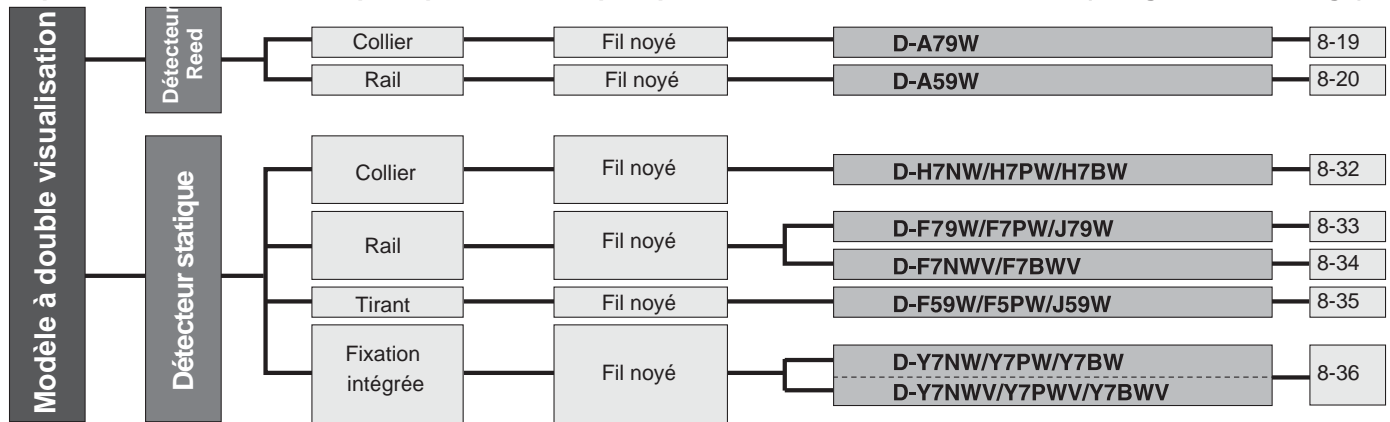 Modèle à double visualisation
Détecteur
Reed
Collier
Fil noyé
D-A79W
8-19
Rail
Fil noyé
D-A59W
8-20
Détecteur statique
Collier
Fil noyé
D-H7NW/H7PW/H7BW
8-32
Rail
Fil noyé
D-F79W/F7PW/J79W
8-33
D-F7NWV/F7BWV
8-34
Tirant
Fil noyé
D-F59W/F5PW/J59W
8-35
Fixation
intégrée
Fil noyé
D-Y7NW/Y7PW/Y7BW
D-Y7NWV/Y7PWV/Y7BWV
8-36